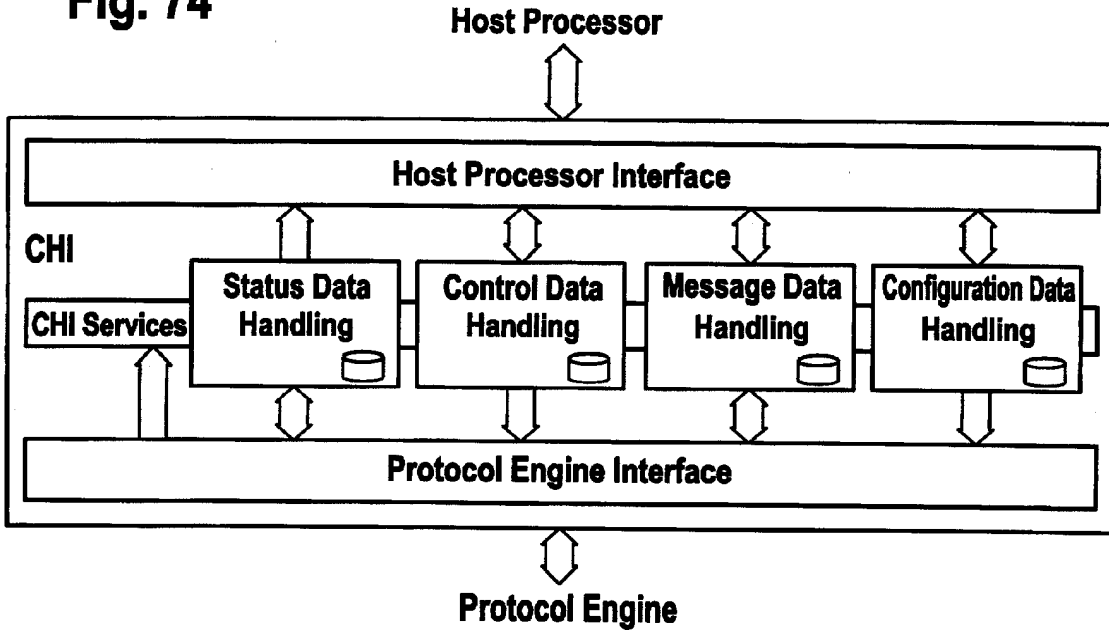 Fig. 74
Host Processor
Host Processor Interface
CHI
CHI Services
Status Data
Handling
Control Data
Handling
Message Data
Handling
Configuration Data
Handling
Protocol Engine Interface
Protocol Engine